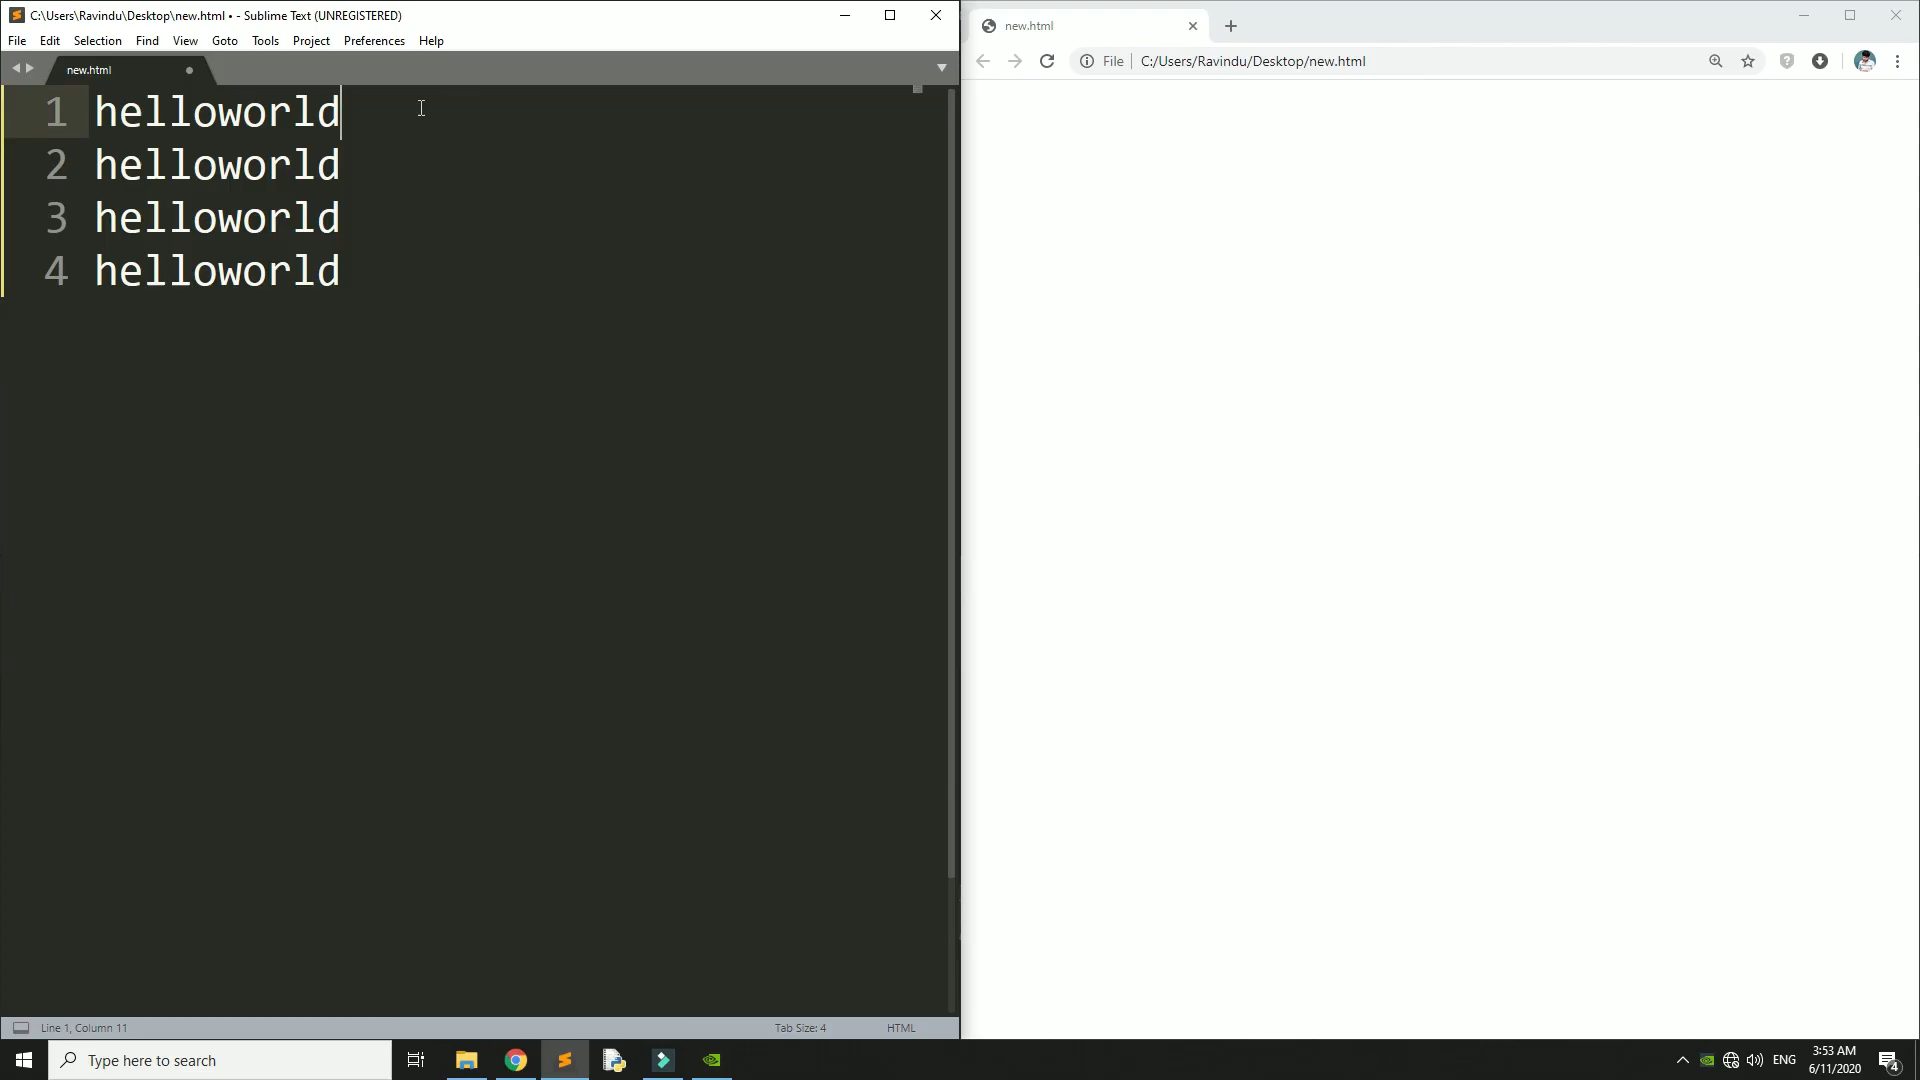 C:\Users\Ravindu\Desktop\new.html • - Sublime Text (UNREGISTERED)
File Edit Selection Find View Goto Tools Project Preferences Help
new.html
1 helloworld
2 helloworld
3 helloworld
4 helloworld
Line 1, Column 11
Tab Size: 4
HTML
new.html
File C:/Users/Ravindu/Desktop/new.html
Type here to search
ENG
3:53 AM
6/11/2020
4